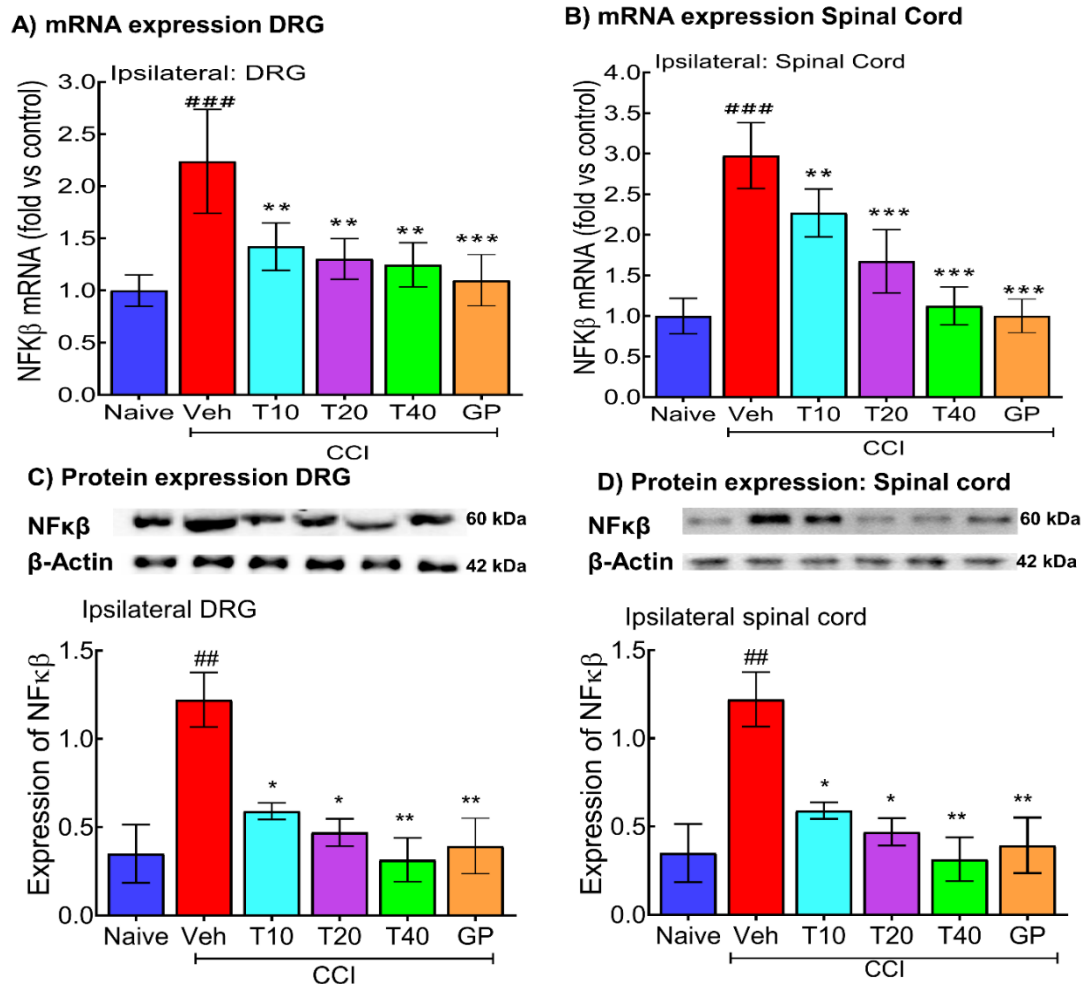 A) mRNA expression DRG
Ipsilateral: DRG
NFKβ mRNA (fold vs control)
3.0
2.5
2.0
1.5
1.0
0.5
0.0
###
**
**
**
***
Naive Veh T10 T20 T40 GP
CCI
B) mRNA expression Spinal Cord
Ipsilateral: Spinal Cord
NFKβ mRNA (fold vs control)
4.0
3.5
3.0
2.5
2.0
1.5
1.0
0.5
0.0
###
**
***
***
***
Naive Veh T10 T20 T40 GP
CCI
C) Protein expression DRG
NFκβ 60 kDa
β-Actin 42 kDa
Ipsilateral DRG
Expression of NFκβ
1.5
1.0
0.5
0.0
##
*
*
**
**
Naive Veh T10 T20 T40 GP
CCI
D) Protein expression: Spinal cord
NFκβ 60 kDa
β-Actin 42 kDa
Ipsilateral spinal cord
Expression of NFκβ
1.5
1.0
0.5
0.0
##
*
*
**
**
Naive Veh T10 T20 T40 GP
CCI